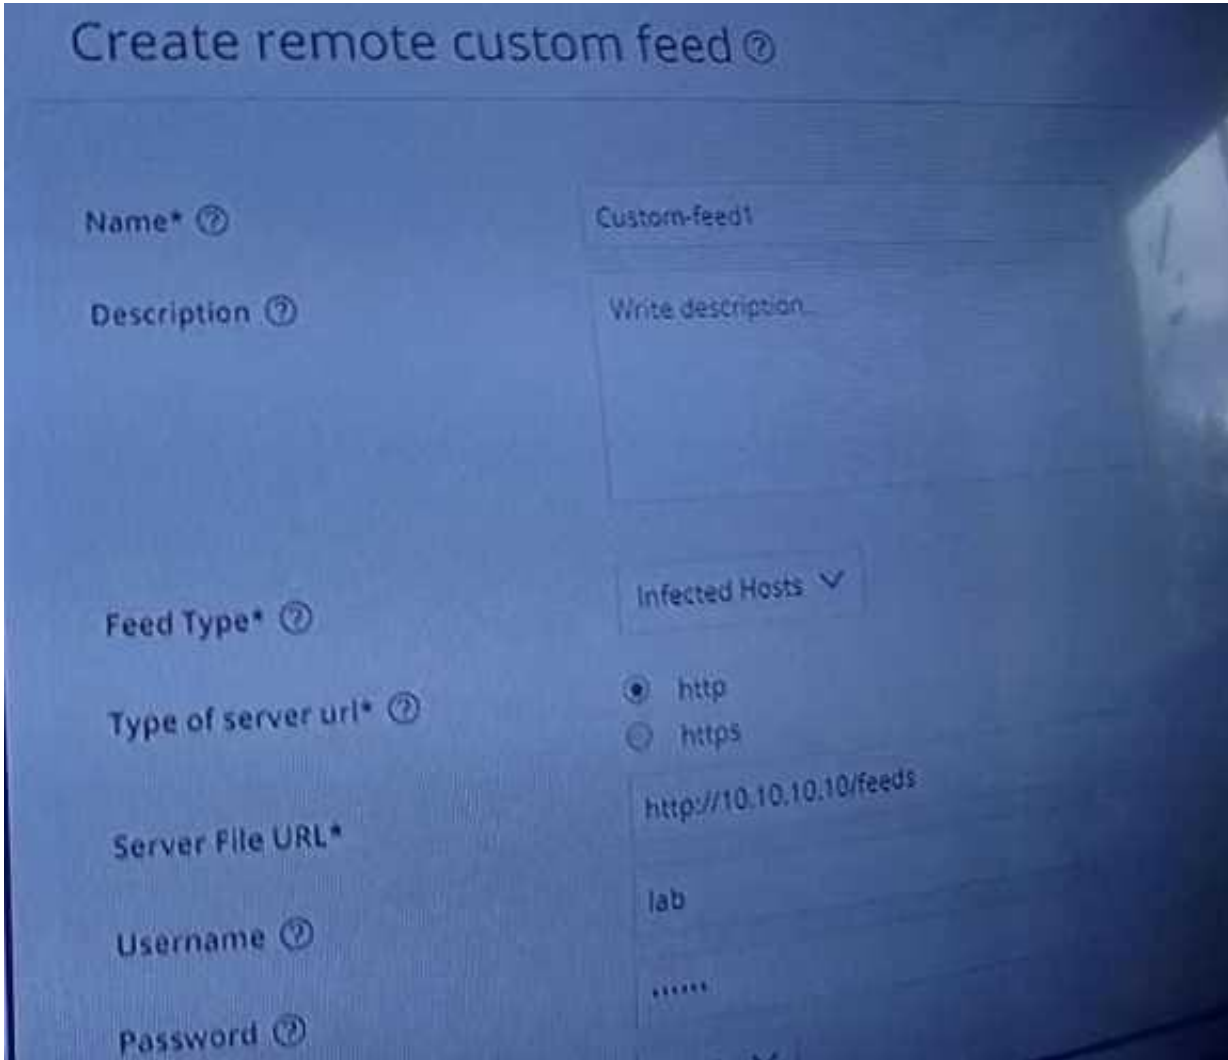 Create remote custom feed ?
Name* ? Custom-feed1
Description ? Write description...
Feed Type* ? Infected Hosts
Type of server url* ? http
https
Server File URL* http://10.10.10.10/feeds
Username ? lab
Password ? ••••••